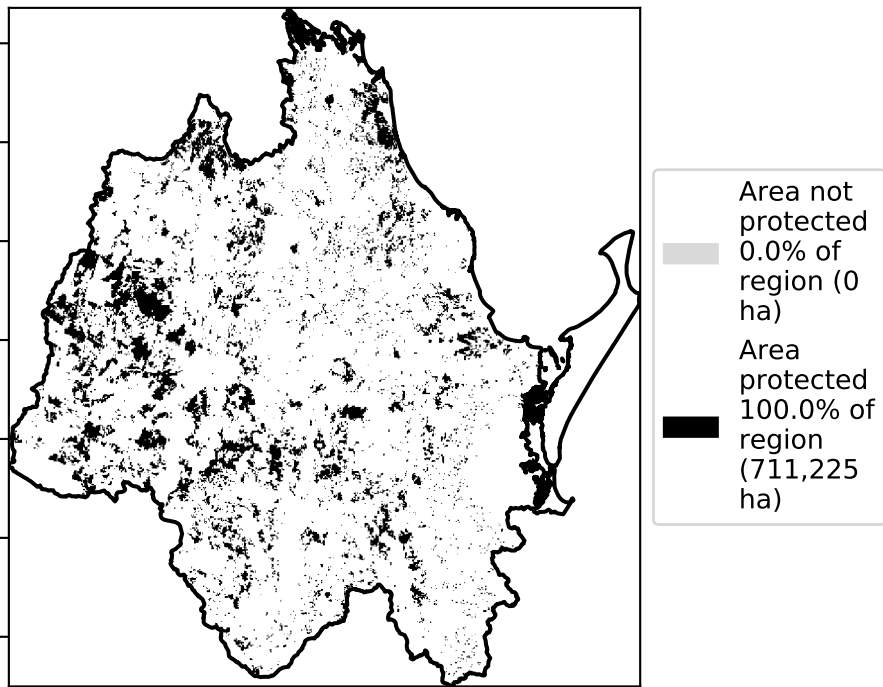 Area not
protected
0.0% of
region (0
ha)
Area
protected
100.0% of
region
(711,225
ha)